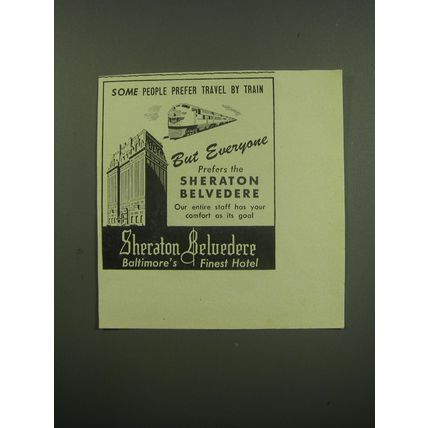 SOME PEOPLE PREFER TRAVEL BY TRAIN
But Everyone
Prefers the
SHERATON
BELVEDERE
Our entire staff has your
comfort as its goal
Sheraton Belvedere
Baltimore's Finest Hotel